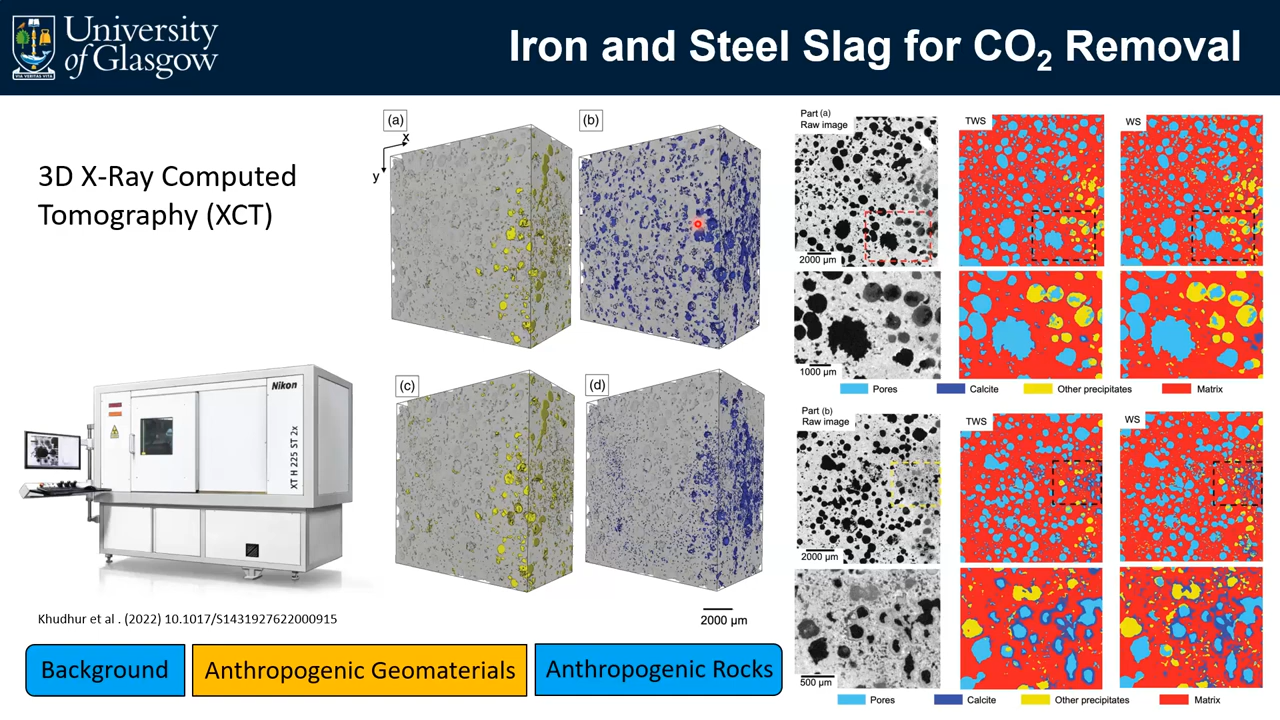 University
of Glasgow
VIA VERITAS VITA
Iron and Steel Slag for CO₂ Removal
3D X-Ray Computed
Tomography (XCT)
Nikon
XT H 225 ST 2x
Khudhur et al . (2022) 10.1017/S1431927622000915
(a)
x
y
(b)
(c)
(d)
2000 µm
Part (a)
Raw image
TWS
WS
2000 µm
1000 µm
Pores
Calcite
Other precipitates
Matrix
Part (b)
Raw image
TWS
WS
2000 µm
500 µm
Pores
Calcite
Other precipitates
Matrix
Background
Anthropogenic Geomaterials
Anthropogenic Rocks